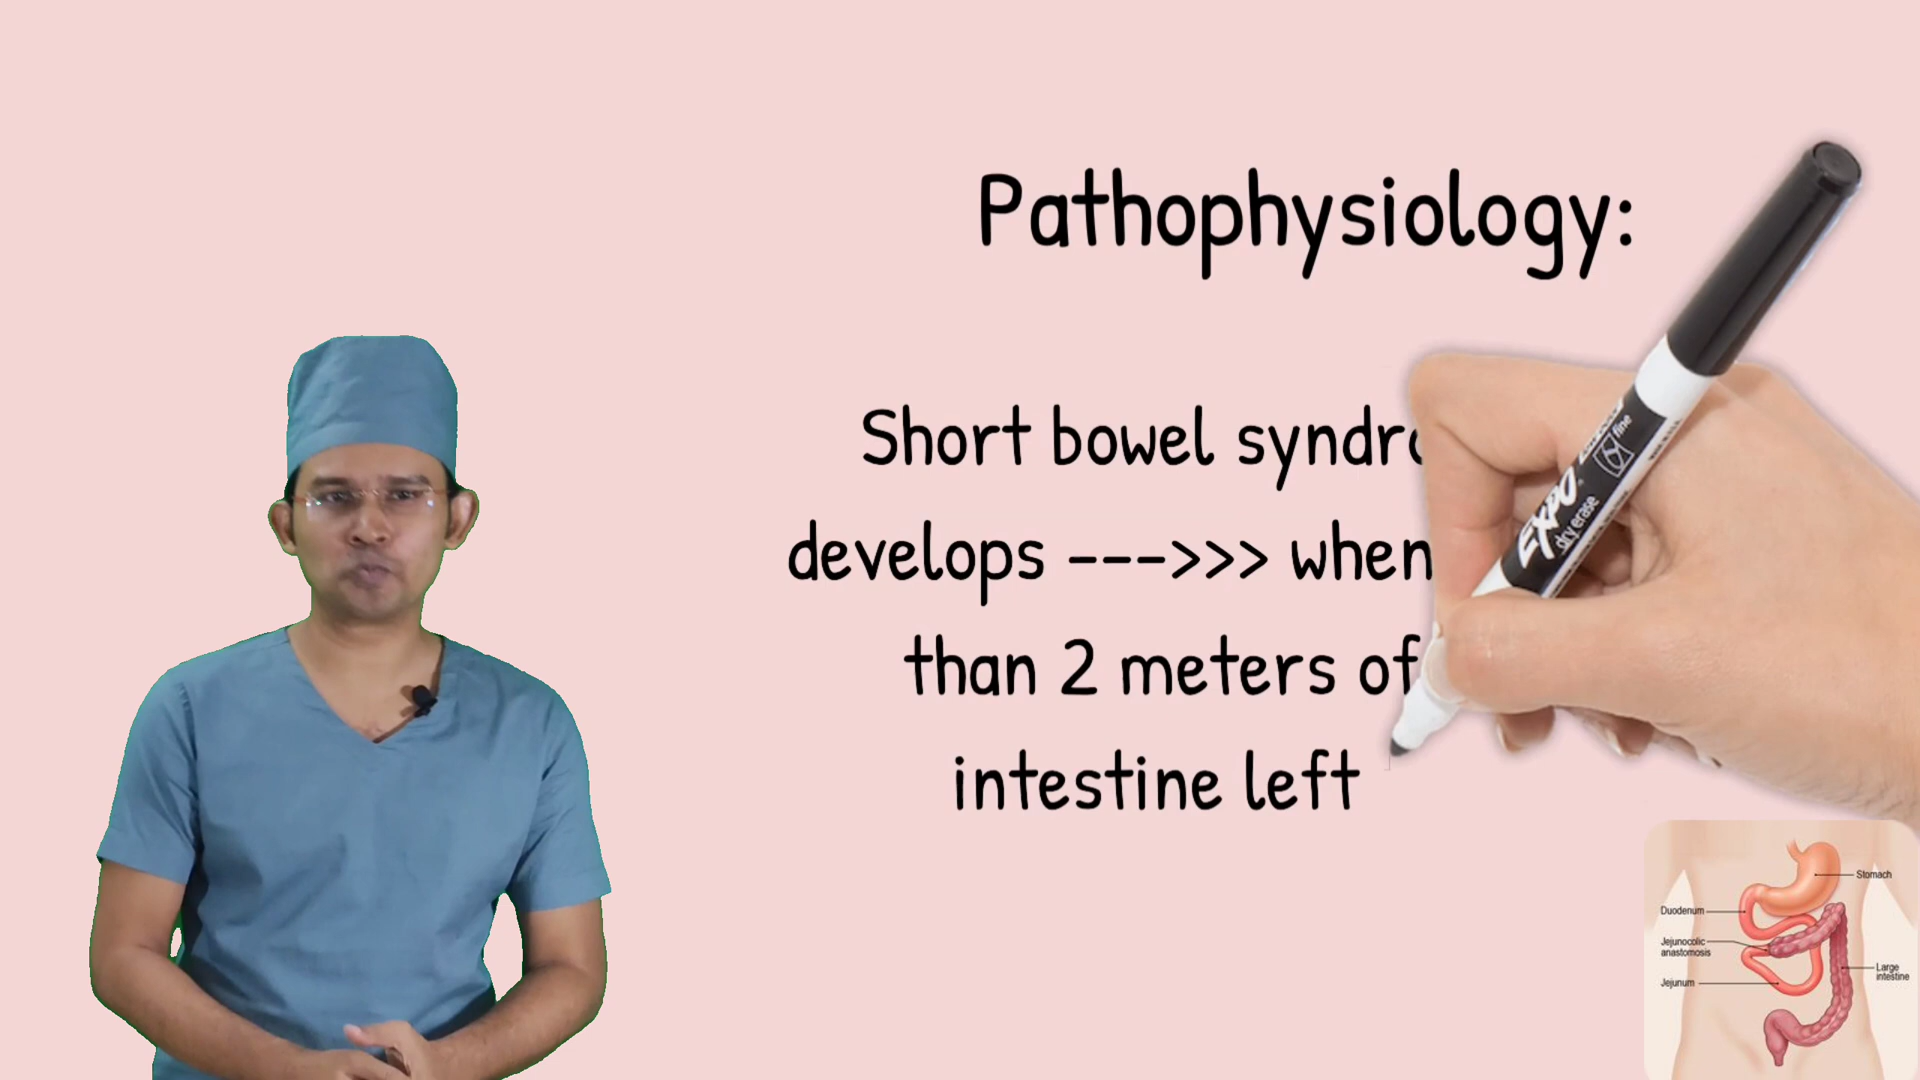 Pathophysiology:
Short bowel
develops --->>> when
than 2 meters of
intestine left
EXPO
dry erase
fine
Stomach
Duodenum
Jejunocolic
anastomosis
Large
intestine
Jejunum